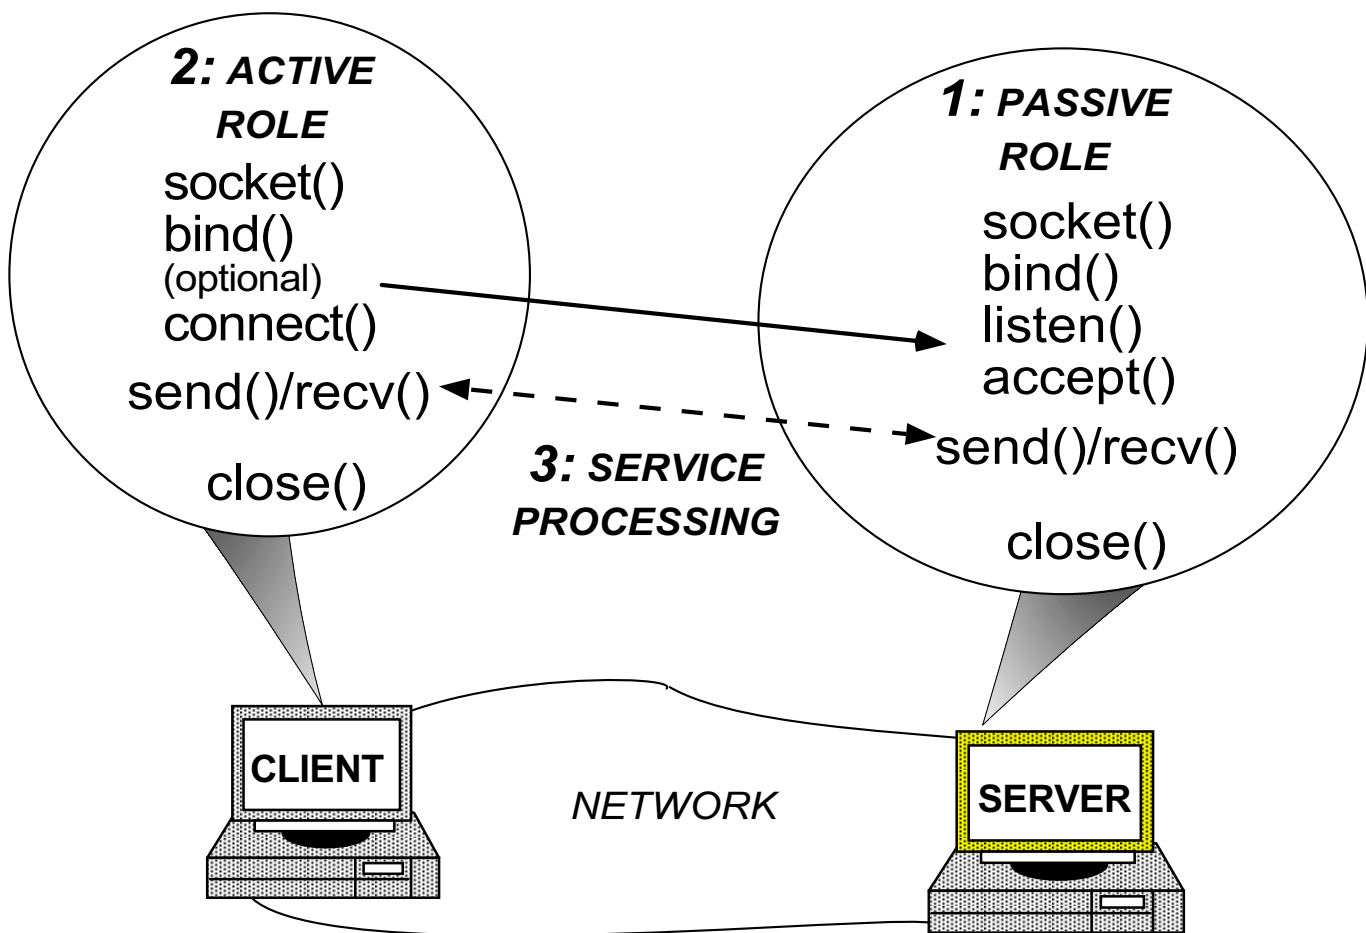 2: ACTIVE
ROLE
socket()
bind()
(optional)
connect()
send()/recv()
close()
1: PASSIVE
ROLE
socket()
bind()
listen()
accept()
send()/recv()
close()
3: SERVICE
PROCESSING
CLIENT
NETWORK
SERVER